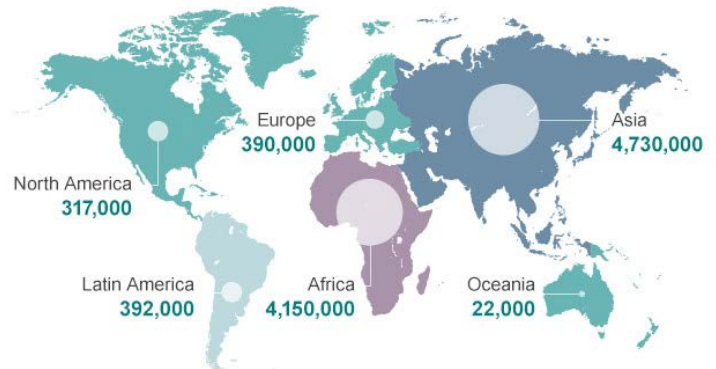 Europe
390,000
Asia
4,730,000
North America
317,000
Latin America
392,000
Africa
4,150,000
Oceania
22,000